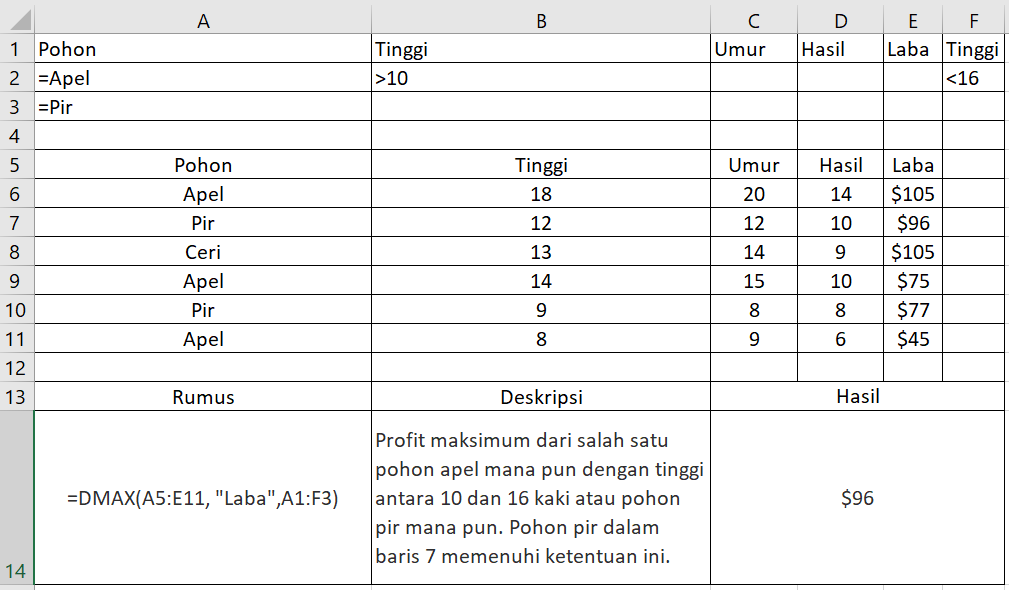 A B C D E F
1 Pohon Tinggi Umur Hasil Laba Tinggi
2 =Apel >10 <16
3 =Pir
4
5 Pohon Tinggi Umur Hasil Laba
6 Apel 18 20 14 $105
7 Pir 12 12 10 $96
8 Ceri 13 14 9 $105
9 Apel 14 15 10 $75
10 Pir 9 8 8 $77
11 Apel 8 9 6 $45
12
13 Rumus Deskripsi Hasil
Profit maksimum dari salah satu
pohon apel mana pun dengan tinggi
=DMAX(A5:E11, "Laba",A1:F3) antara 10 dan 16 kaki atau pohon $96
pir mana pun. Pohon pir dalam
baris 7 memenuhi ketentuan ini.
14